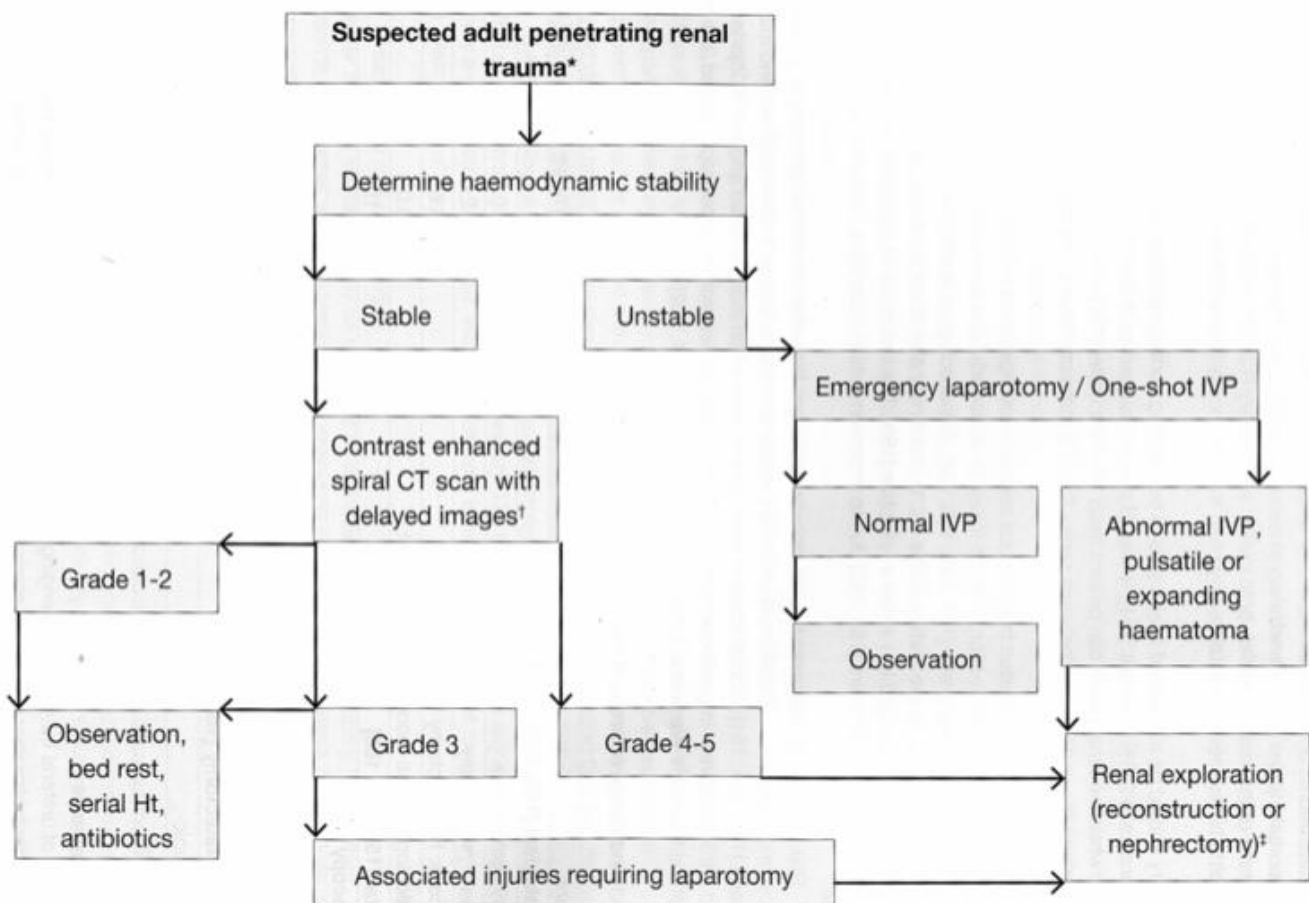 Suspected adult penetrating renal
trauma*
Determine haemodynamic stability
Stable
Unstable
Emergency laparotomy / One-shot IVP
Contrast enhanced
spiral CT scan with
delayed images†
Normal IVP
Abnormal IVP,
pulsatile or
expanding
haematoma
Grade 1-2
Observation
Observation,
bed rest,
serial Ht,
antibiotics
Grade 3
Grade 4-5
Renal exploration
(reconstruction or
nephrectomy)‡
Associated injuries requiring laparotomy